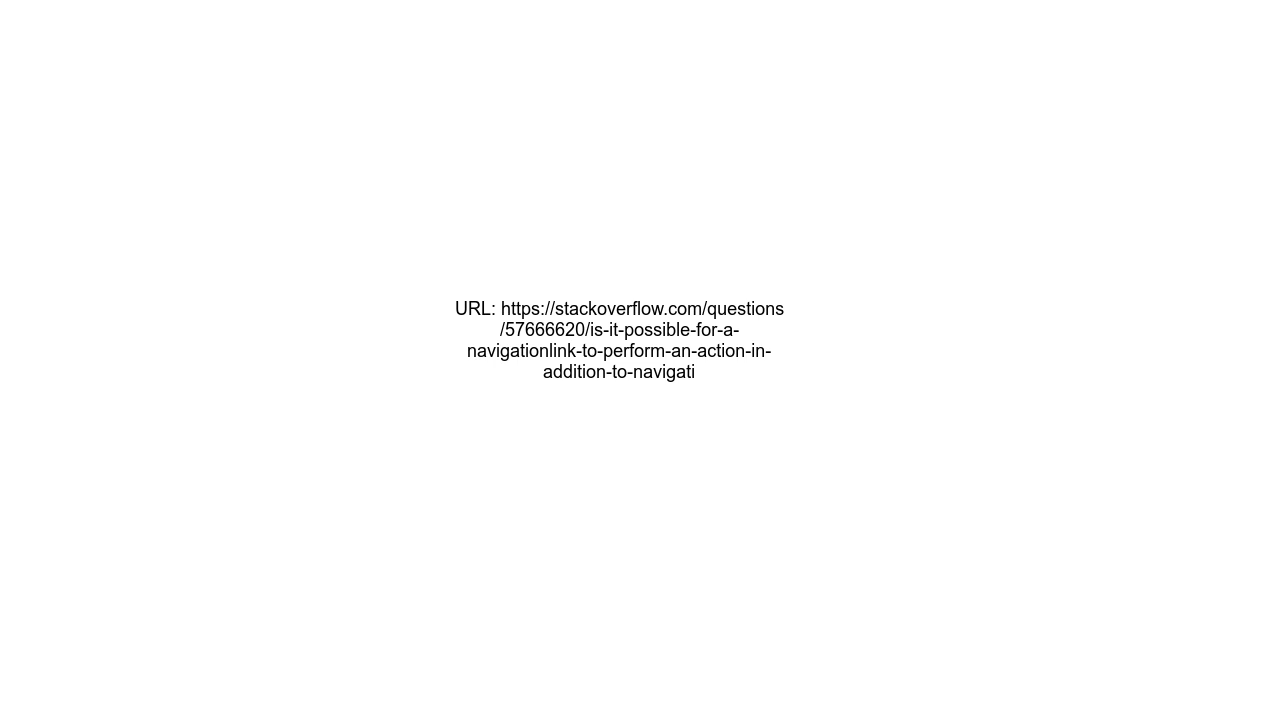 URL: https://stackoverflow.com/questions
/57666620/is-it-possible-for-a-
navigationlink-to-perform-an-action-in-
addition-to-navigati